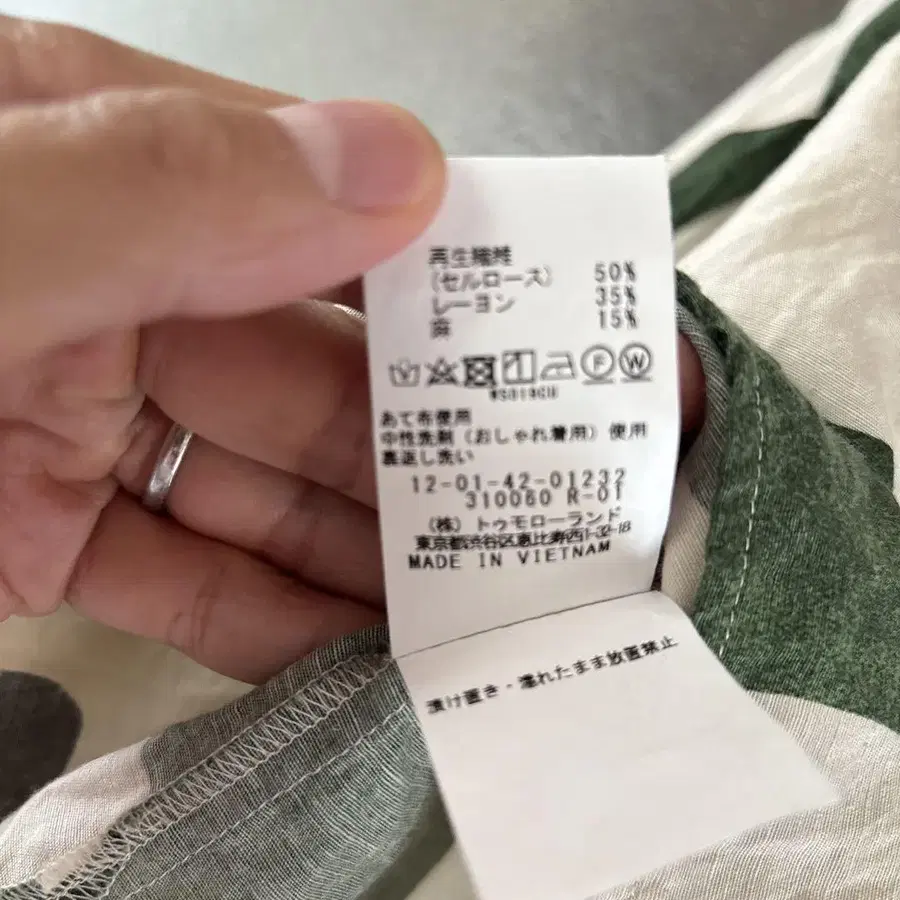 再生繊維
(セルロース) 50%
レーヨン 35%
麻 15%
F W
WS019CU
あて布使用
中性洗剤(おしゃれ着用)使用
裏返し洗い
12-01-42-01232
310060 R-01
(株)トゥモローランド
東京都渋谷区恵比寿西1-32-18
MADE IN VIETNAM
漬け置き・濡れたまま放置禁止